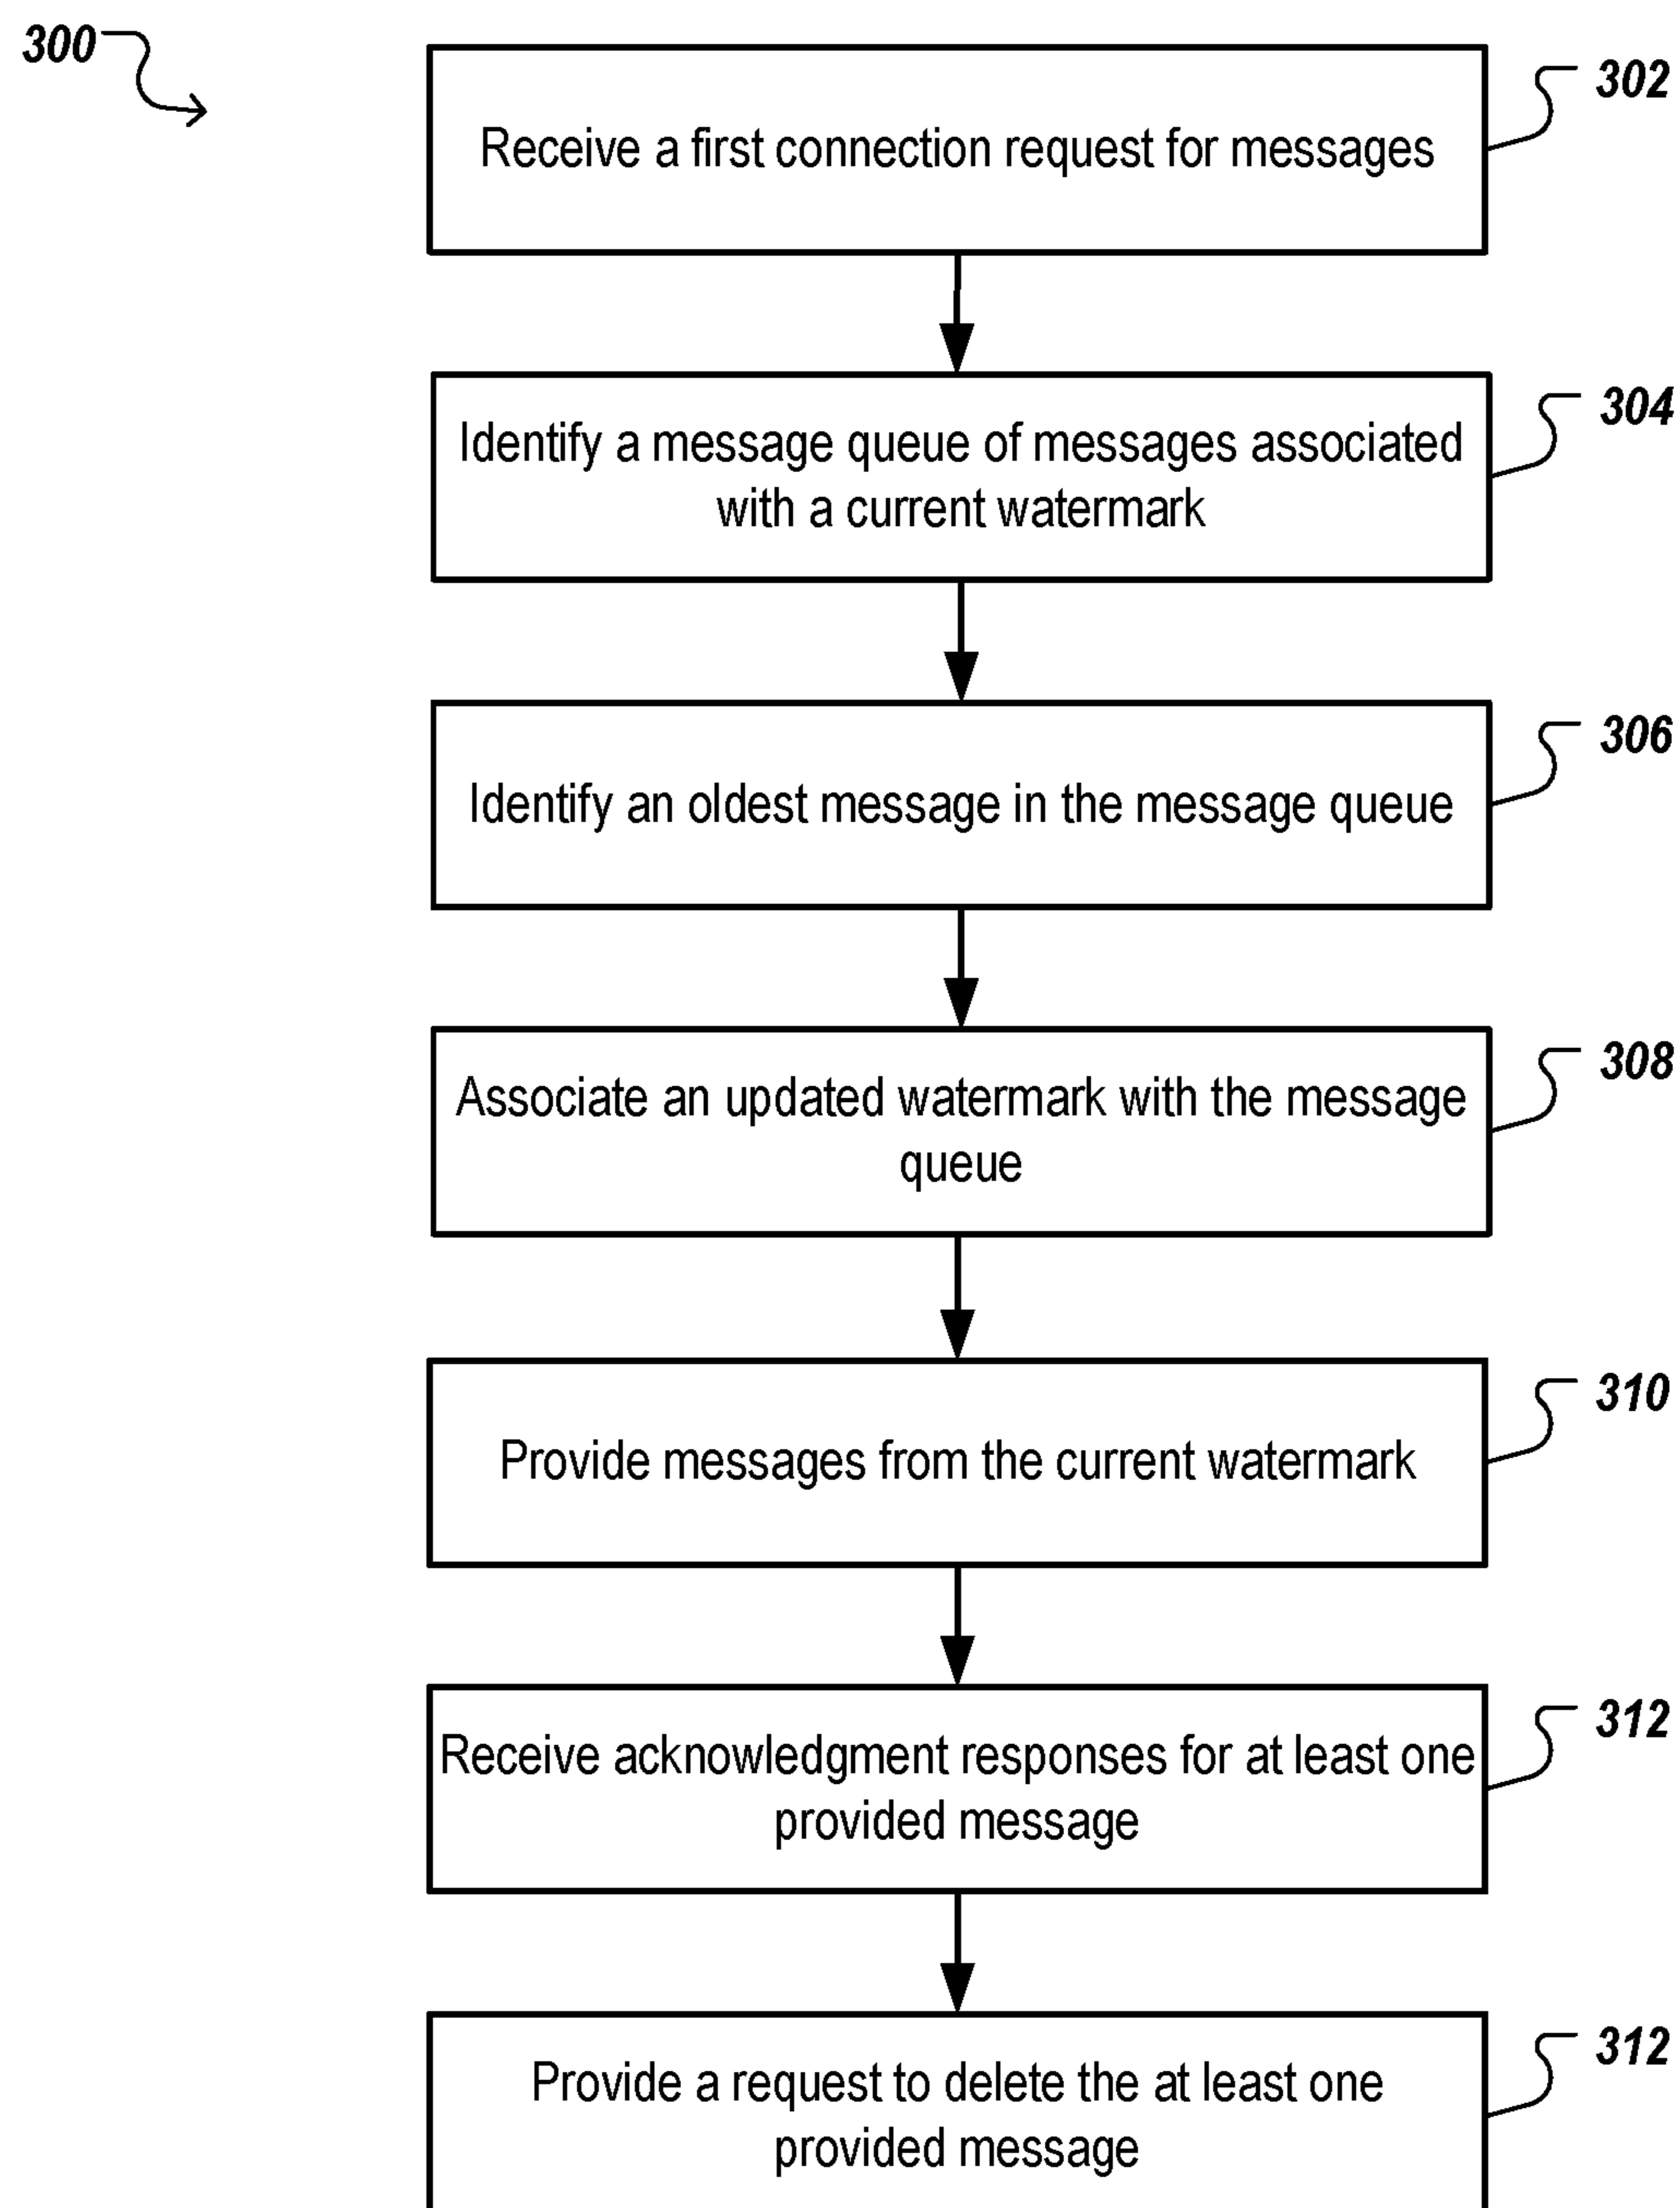 300
302
Receive a first connection request for messages
304
Identify a message queue of messages associated
with a current watermark
306
Identify an oldest message in the message queue
308
Associate an updated watermark with the message
queue
310
Provide messages from the current watermark
312
Receive acknowledgment responses for at least one
provided message
312
Provide a request to delete the at least one
provided message